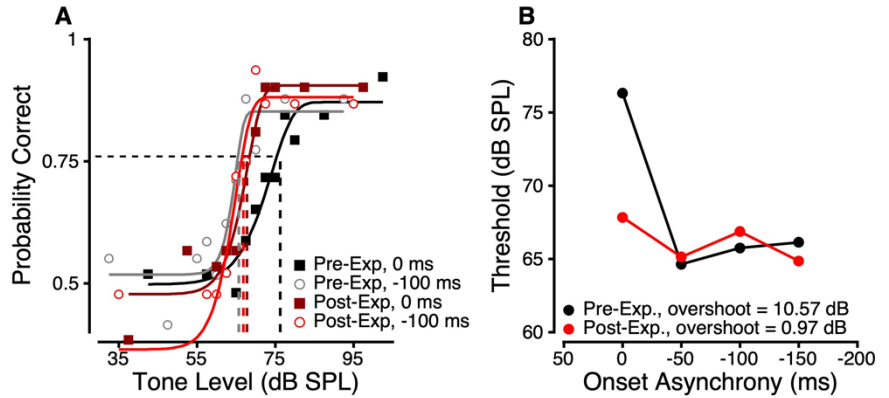 A
1
0.75
0.5
Probability Correct
Pre-Exp, 0 ms
Pre-Exp, -100 ms
Post-Exp, 0 ms
Post-Exp, -100 ms
35 55 75 95
Tone Level (dB SPL)
B
80
75
70
65
60
Threshold (dB SPL)
Pre-Exp., overshoot = 10.57 dB
Post-Exp., overshoot = 0.97 dB
50 0 -50 -100 -150 -200
Onset Asynchrony (ms)